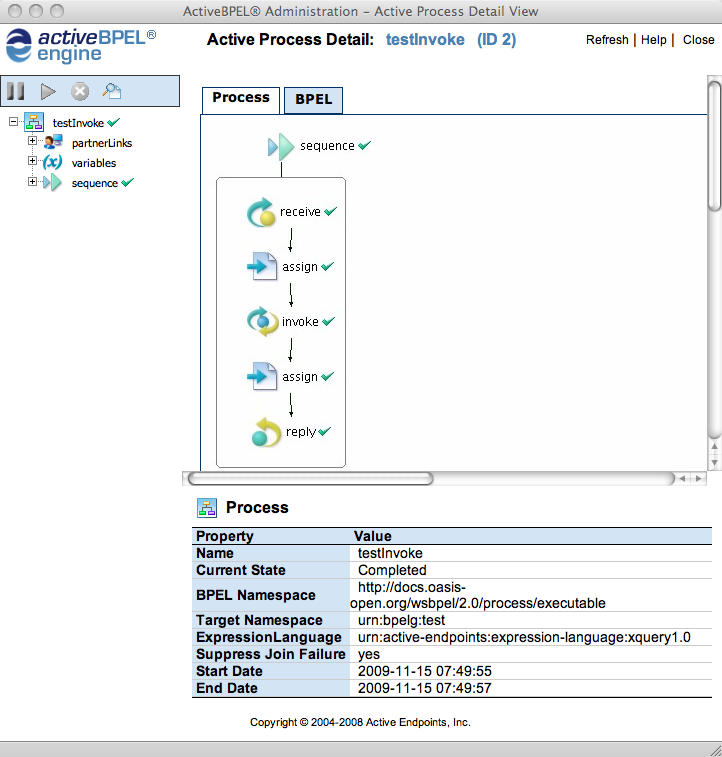 ActiveBPEL® Administration – Active Process Detail View
activeBPEL®
engine
Active Process Detail: testInvoke (ID 2)
Refresh | Help | Close
Process
BPEL
testInvoke
partnerLinks
(x) variables
sequence
sequence
receive
assign
invoke
assign
reply
Process
Property Value
Name testInvoke
Current State Completed
BPEL Namespace http://docs.oasis-
open.org/wsbpel/2.0/process/executable
Target Namespace urn:bpelg:test
ExpressionLanguage urn:active-endpoints:expression-language:xquery1.0
Suppress Join Failure yes
Start Date 2009-11-15 07:49:55
End Date 2009-11-15 07:49:57
Copyright © 2004-2008 Active Endpoints, Inc.